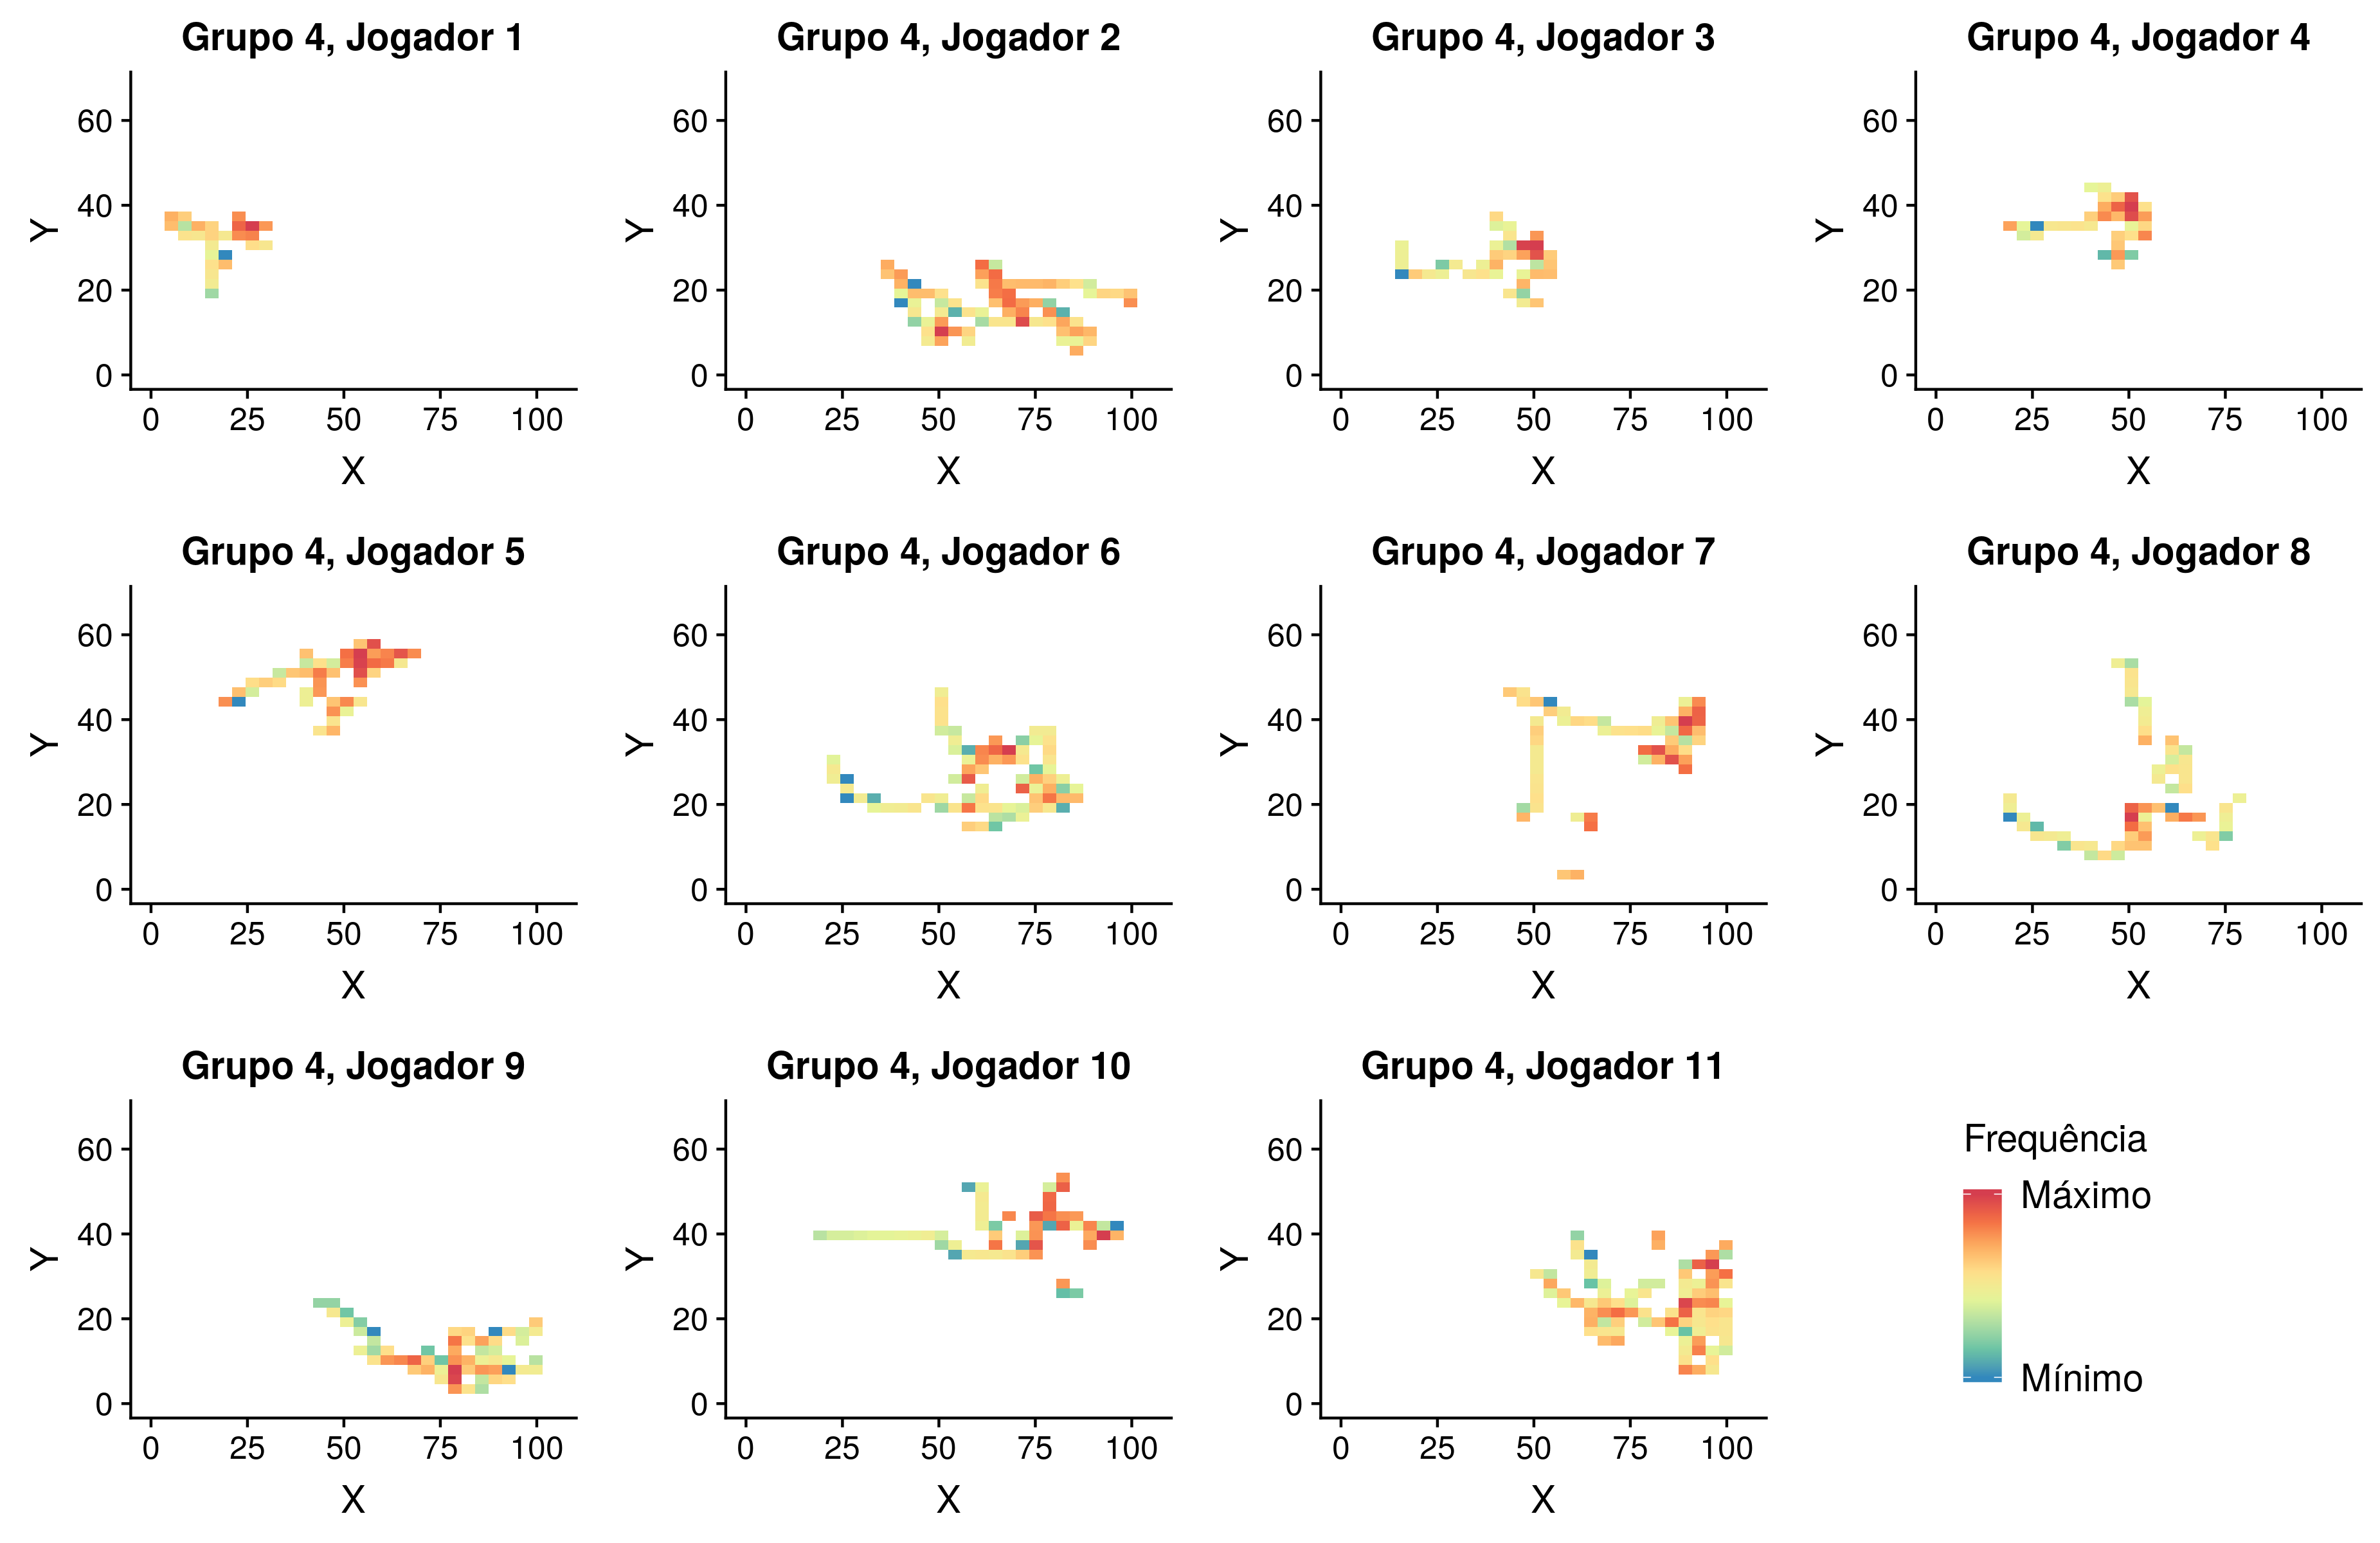 Grupo 4, Jogador 1
60
40
20
0
Y
0 25 50 75 100
X
Grupo 4, Jogador 2
60
40
20
0
Y
0 25 50 75 100
X
Grupo 4, Jogador 3
60
40
20
0
Y
0 25 50 75 100
X
Grupo 4, Jogador 4
60
40
20
0
Y
0 25 50 75 100
X
Grupo 4, Jogador 5
60
40
20
0
Y
0 25 50 75 100
X
Grupo 4, Jogador 6
60
40
20
0
Y
0 25 50 75 100
X
Grupo 4, Jogador 7
60
40
20
0
Y
0 25 50 75 100
X
Grupo 4, Jogador 8
60
40
20
0
Y
0 25 50 75 100
X
Grupo 4, Jogador 9
60
40
20
0
Y
0 25 50 75 100
X
Grupo 4, Jogador 10
60
40
20
0
Y
0 25 50 75 100
X
Grupo 4, Jogador 11
60
40
20
0
Y
0 25 50 75 100
X
Frequência
Máximo
Mínimo